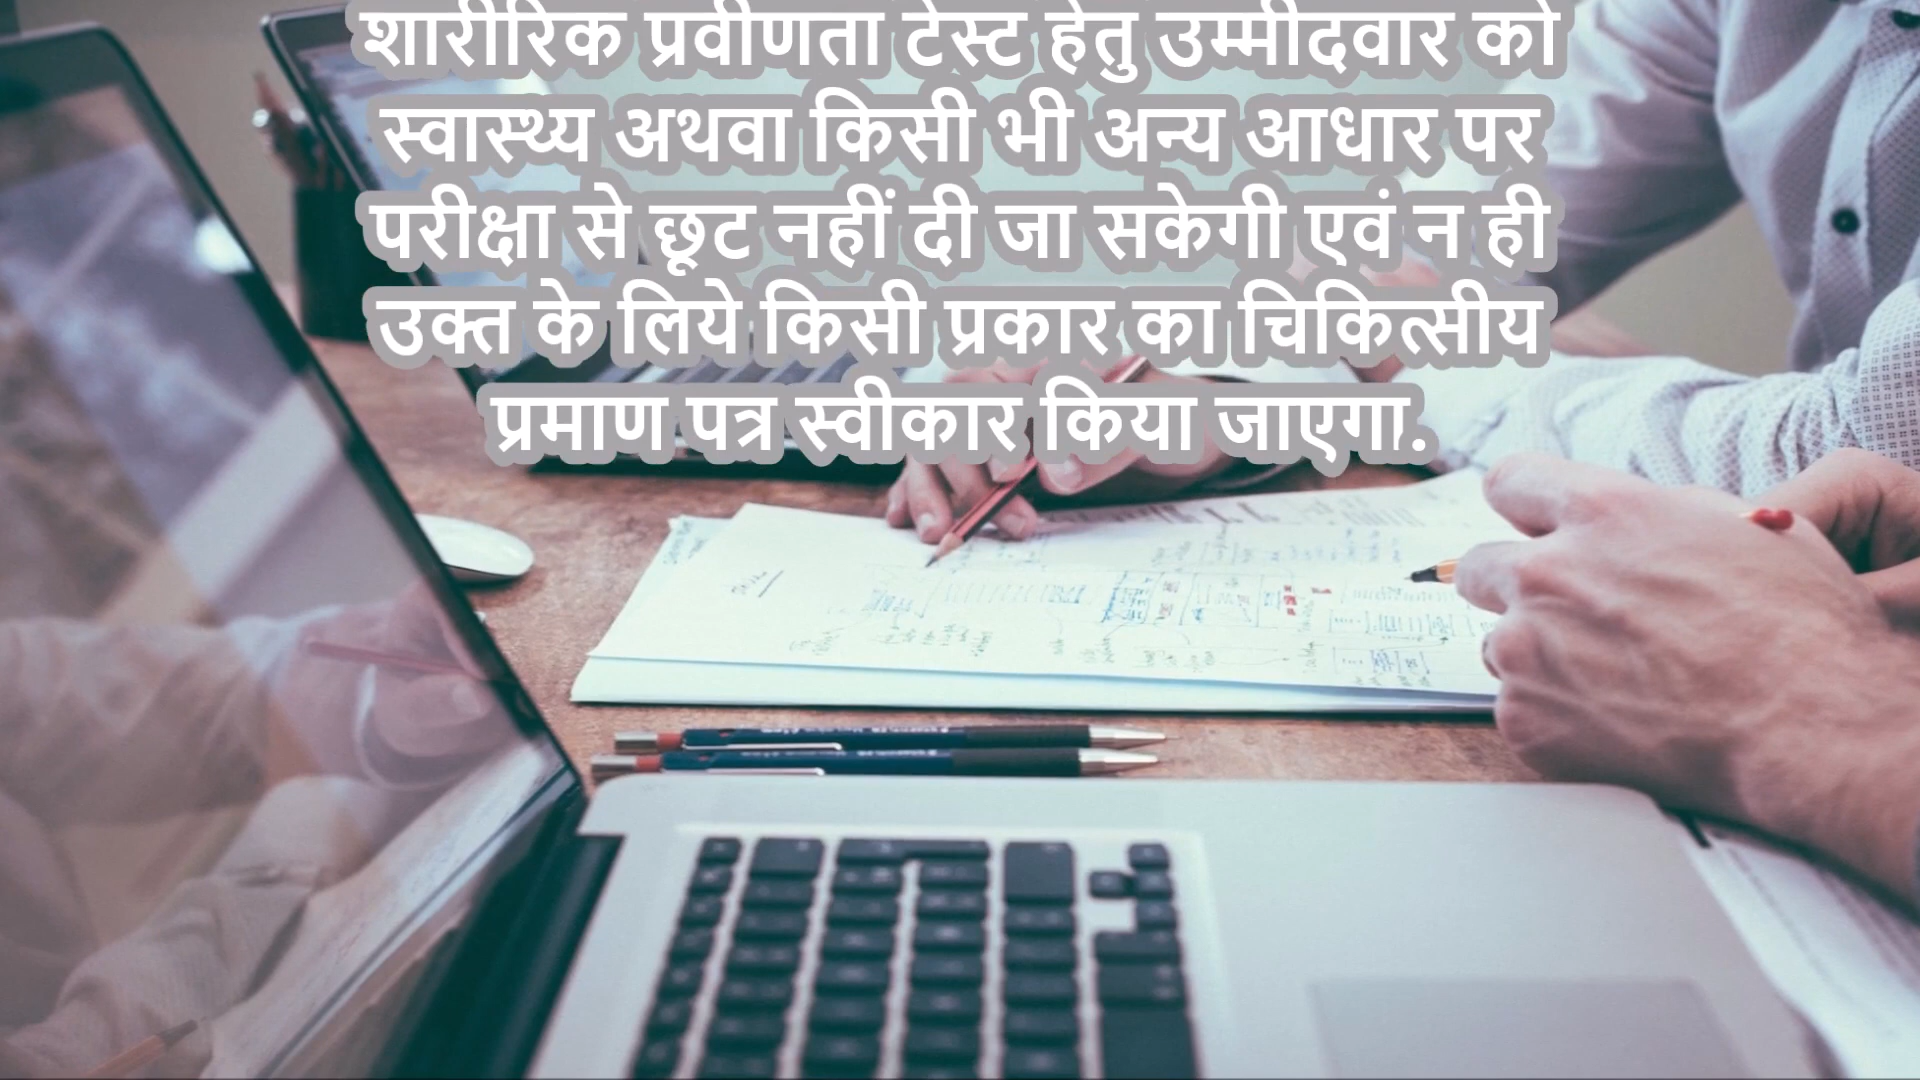 शारीरिक प्रवीणता टेस्ट हेतु उम्मीदवार को
स्वास्थ्य अथवा किसी भी अन्य आधार पर
परीक्षा से छूट नहीं दी जा सकेगी एवं न ही
उक्त के लिये किसी प्रकार का चिकित्सीय
प्रमाण पत्र स्वीकार किया जाएगा.